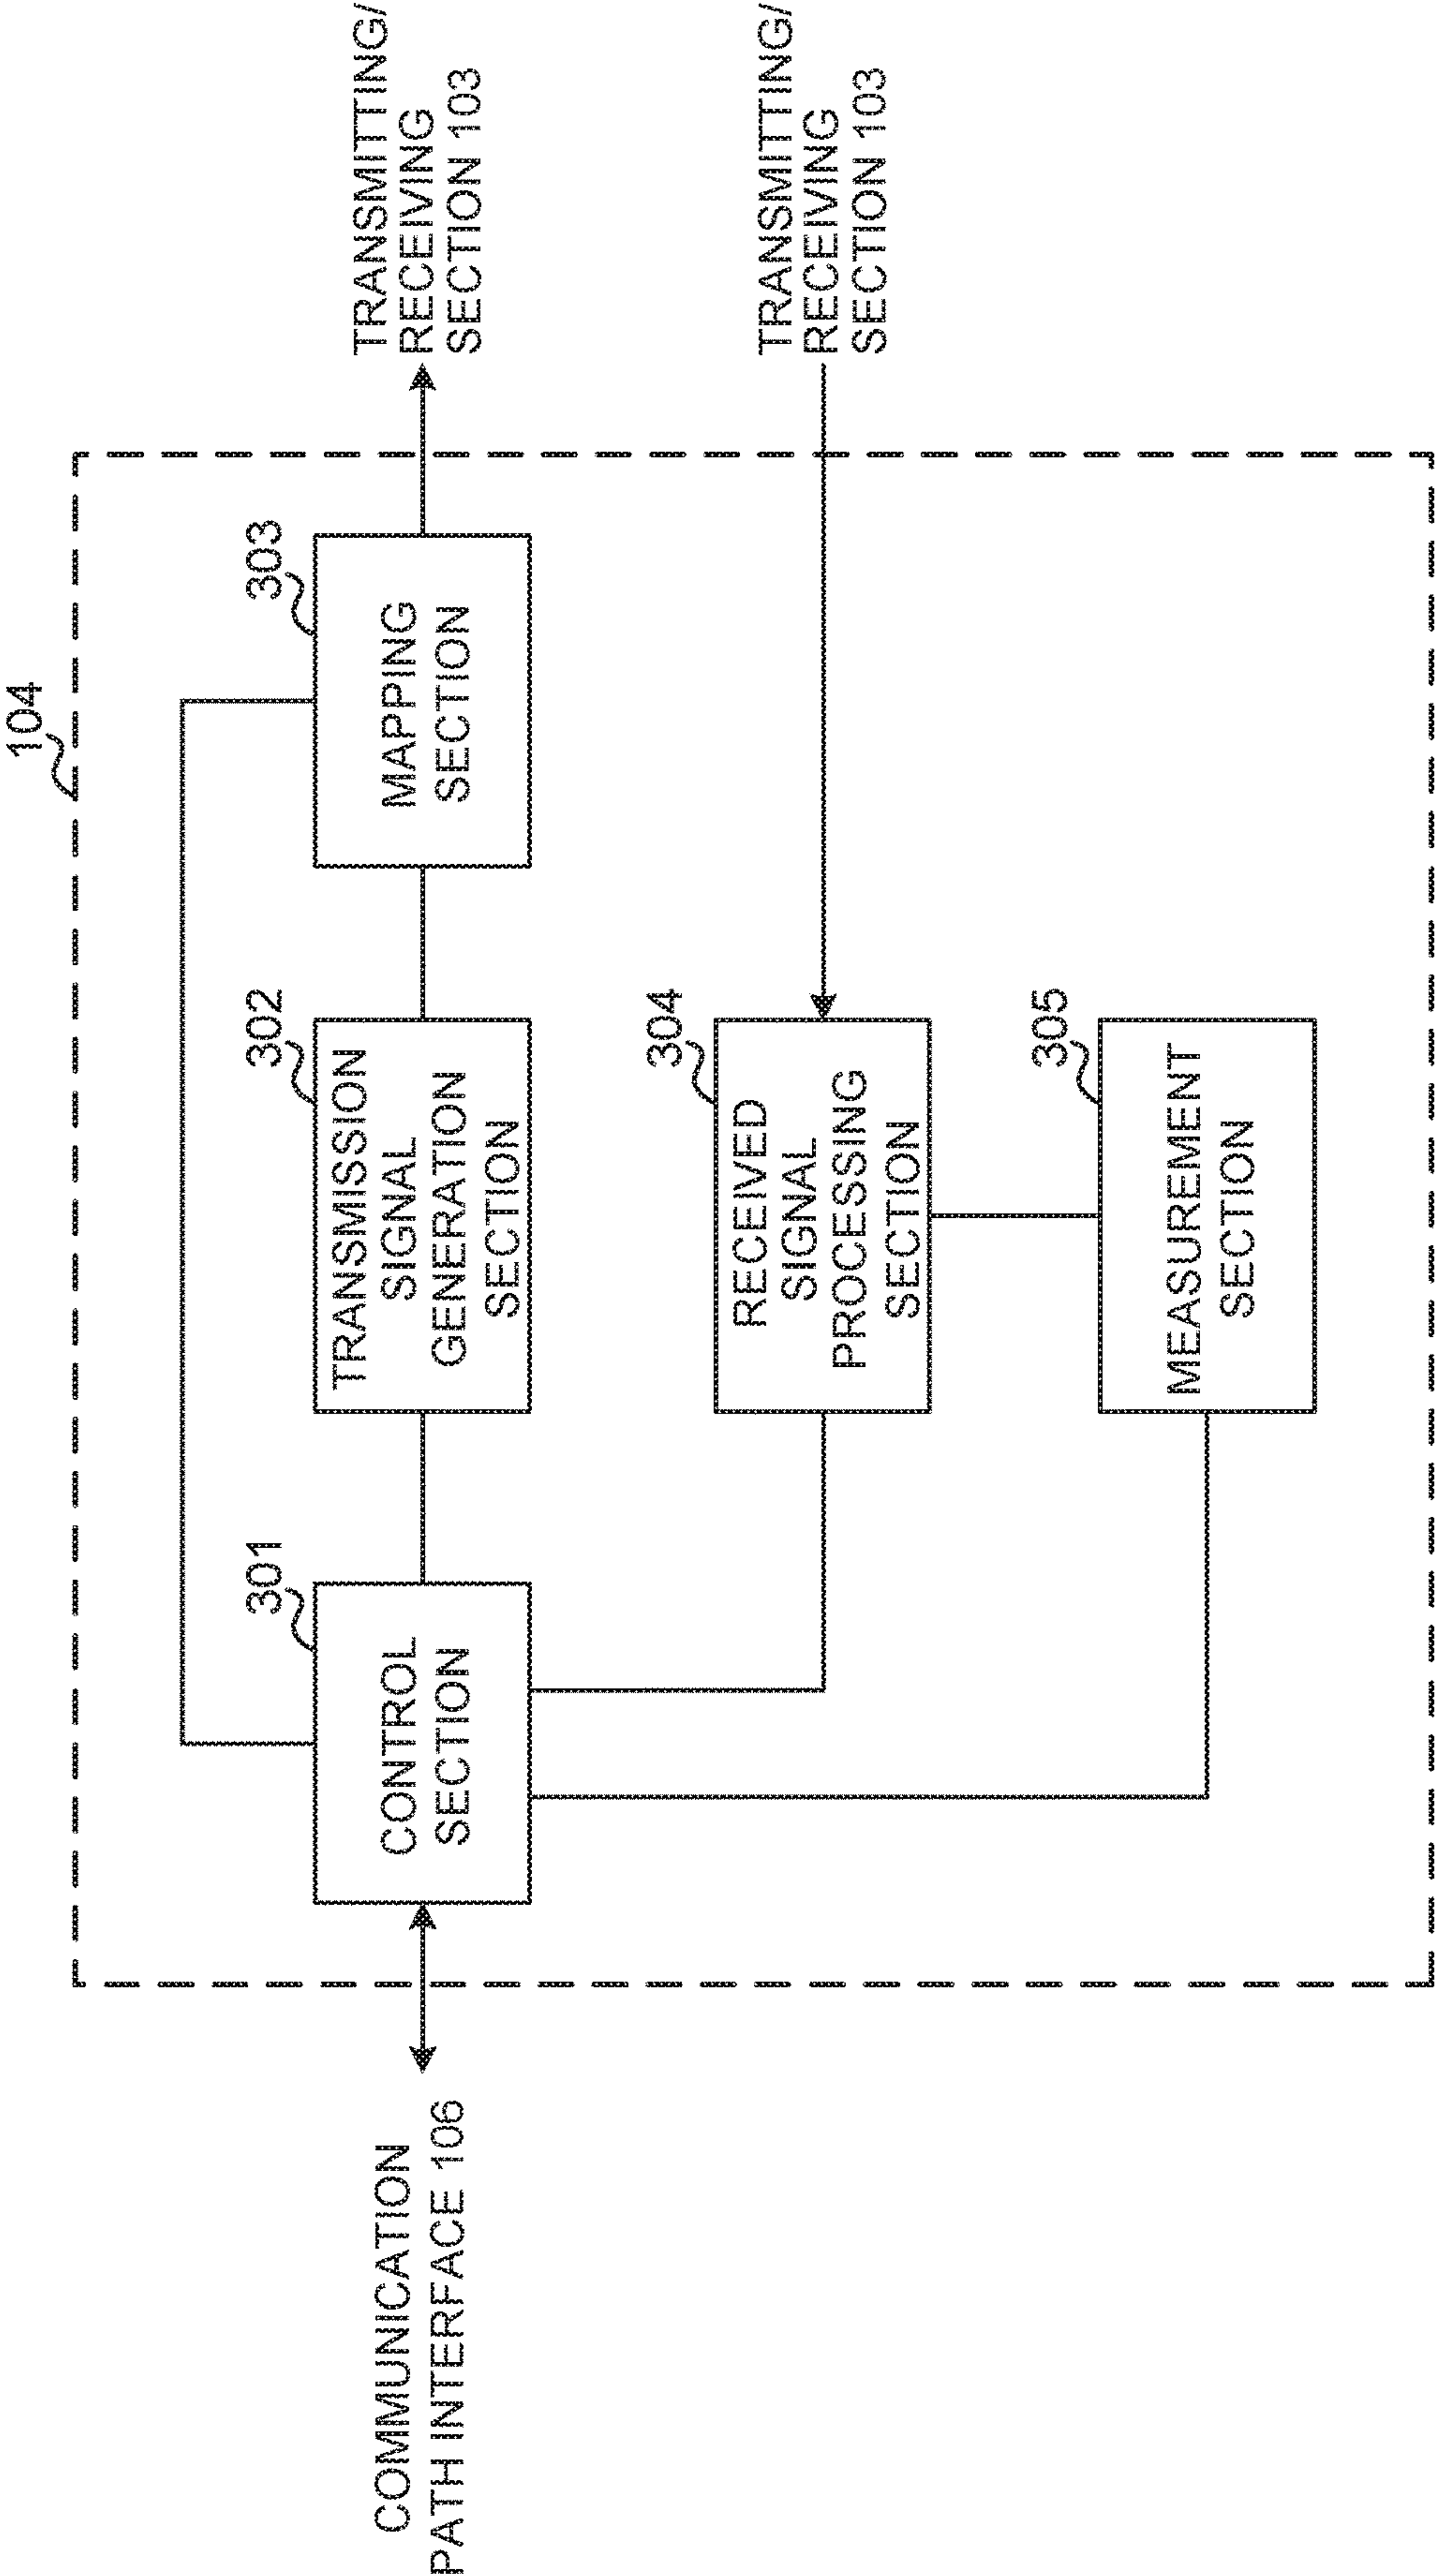 104
303
MAPPING
SECTION
TRANSMITTING/
RECEIVING
SECTION 103
302
TRANSMISSION
SIGNAL
GENERATION
SECTION
301
CONTROL
SECTION
COMMUNICATION
PATH INTERFACE 106
304
RECEIVED
SIGNAL
PROCESSING
SECTION
TRANSMITTING/
RECEIVING
SECTION 103
305
MEASUREMENT
SECTION